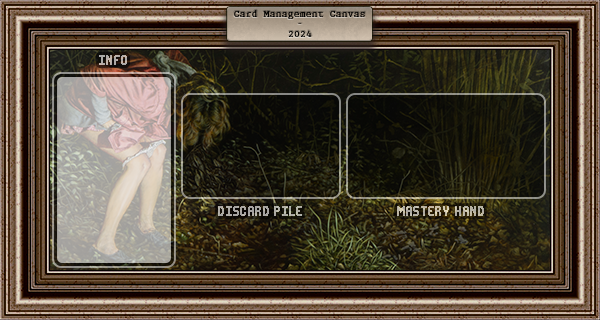 Card Management Canvas
-
2024
INFO
DISCARD PILE
MASTERY HAND